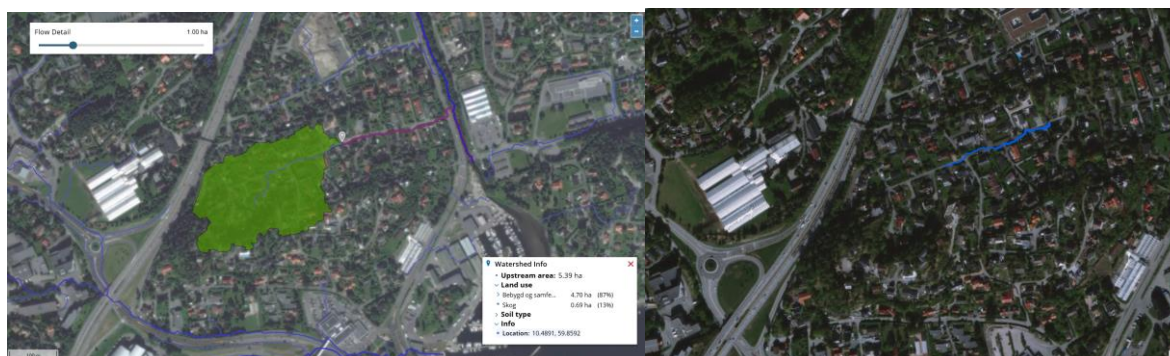 Flow Detail 1.00 ha
+
−
Watershed Info ×
Upstream area: 5.39 ha
Land use
Bebygd og samfe... 4.70 ha (87%)
Skog 0.69 ha (13%)
Soil type
Info
Location: 10.4891, 59.8592